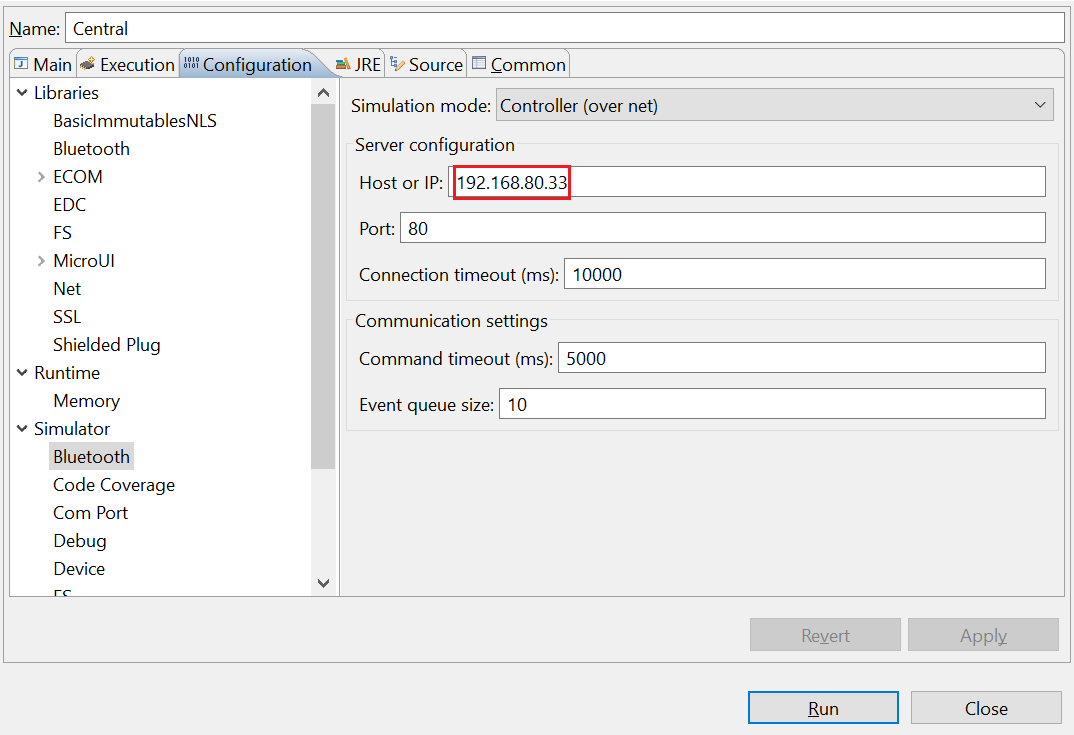 Name: Central
Main Execution Configuration JRE Source Common
Libraries
BasicImmutablesNLS
Bluetooth
ECOM
EDC
FS
MicroUI
Net
SSL
Shielded Plug
Runtime
Memory
Simulator
Bluetooth
Code Coverage
Com Port
Debug
Device
FS
Simulation mode: Controller (over net)
Server configuration
Host or IP: 192.168.80.33
Port: 80
Connection timeout (ms): 10000
Communication settings
Command timeout (ms): 5000
Event queue size: 10
Revert Apply
Run Close